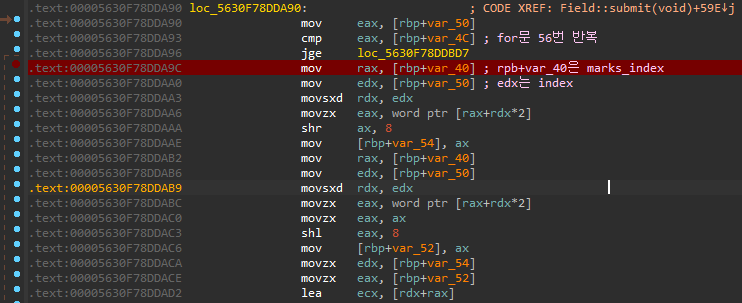 .text:00005630F78DDA90 loc_5630F78DDA90: ; CODE XREF: Field::submit(void)+59E↓j
.text:00005630F78DDA90 mov eax, [rbp+var_50]
.text:00005630F78DDA93 cmp eax, [rbp+var_4C] ; for문 56번 반복
.text:00005630F78DDA96 jge loc_5630F78DDBD7
.text:00005630F78DDA9C mov rax, [rbp+var_40] ; rpb+var_40은 marks_index
.text:00005630F78DDAA0 mov edx, [rbp+var_50] ; edx는 index
.text:00005630F78DDAA3 movsxd rdx, edx
.text:00005630F78DDAA6 movzx eax, word ptr [rax+rdx*2]
.text:00005630F78DDAAA shr ax, 8
.text:00005630F78DDAAE mov [rbp+var_54], ax
.text:00005630F78DDAB2 mov rax, [rbp+var_40]
.text:00005630F78DDAB6 mov edx, [rbp+var_50]
.text:00005630F78DDAB9 movsxd rdx, edx
.text:00005630F78DDABC movzx eax, word ptr [rax+rdx*2]
.text:00005630F78DDAC0 movzx eax, ax
.text:00005630F78DDAC3 shl eax, 8
.text:00005630F78DDAC6 mov [rbp+var_52], ax
.text:00005630F78DDACA movzx edx, [rbp+var_54]
.text:00005630F78DDACE movzx eax, [rbp+var_52]
.text:00005630F78DDAD2 lea ecx, [rdx+rax]